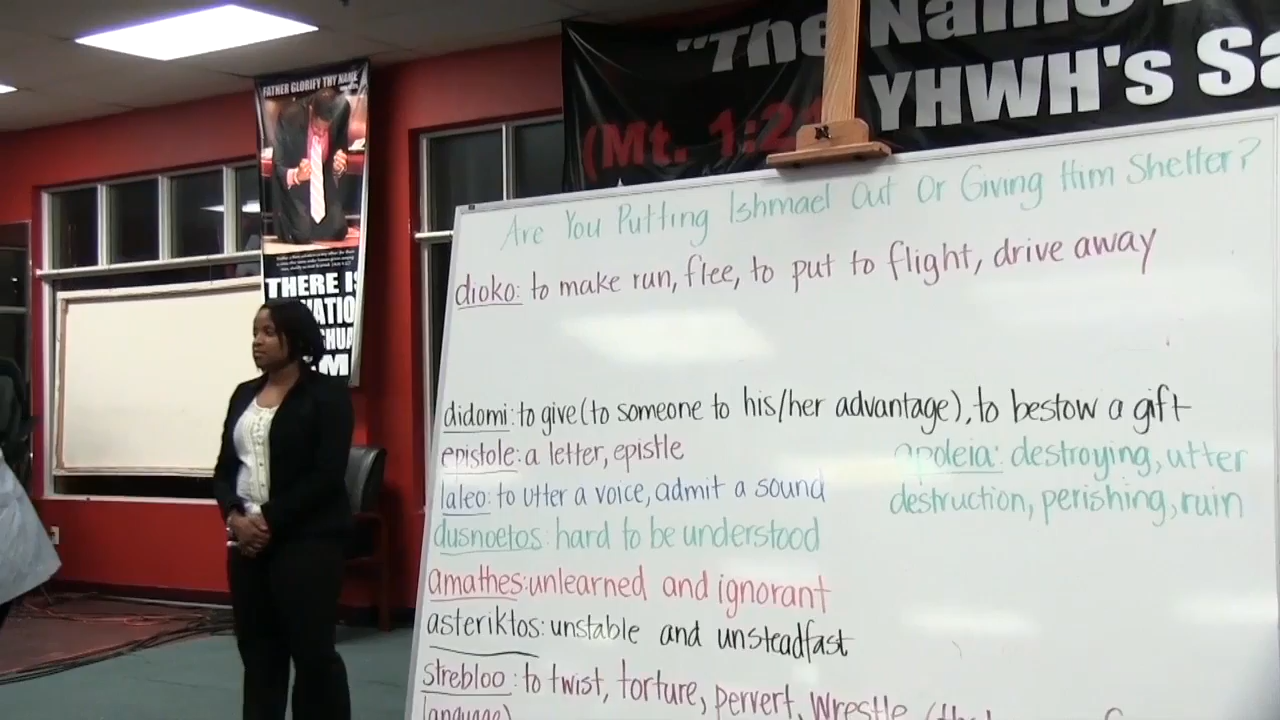 "The Name
YHWH's Sa
(Mt. 1:2
FATHER GLORIFY THY NAME
THERE IS
NATIO
HUA
Are You Putting Ishmael Out Or Giving Him Shelter?
dioko: to make run, flee, to put to flight, drive away
didomi: to give (to someone to his/her advantage), to bestow a gift
epistole: a letter, epistle
laleo: to utter a voice, admit a sound
dusnoetos: hard to be understood
apoleia: destroying, utter
destruction, perishing, ruin
amathes: unlearned and ignorant
asteriktos: unstable and unsteadfast
strebloo: to twist, torture, pervert, wrestle
language)